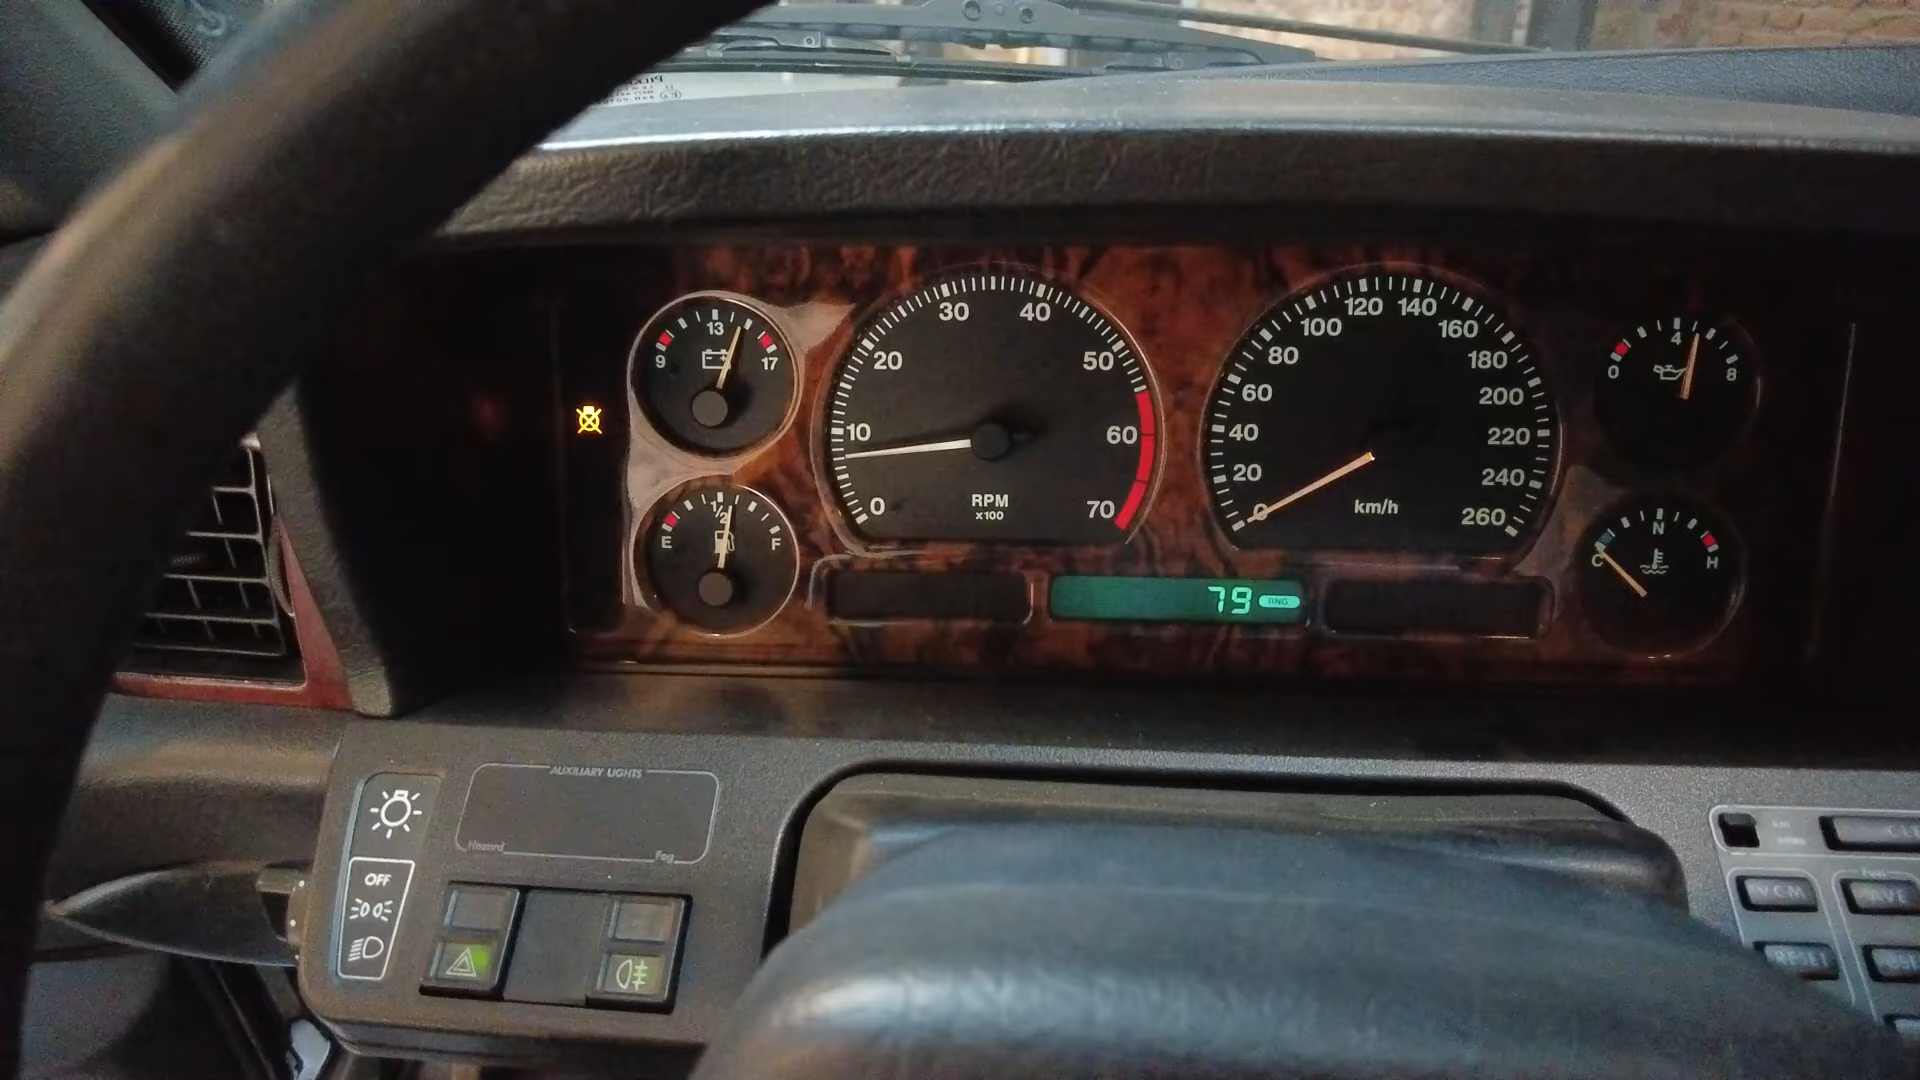 9 13 17
E 1/2 F
0 10 20 30 40 50 60 70
RPM
x100
0 20 40 60 80 100 120 140 160 180 200 220 240 260
km/h
0 4 8
C N H
79
AUXILIARY LIGHTS
Hazard Fog
OFF
V.C.M
RESET